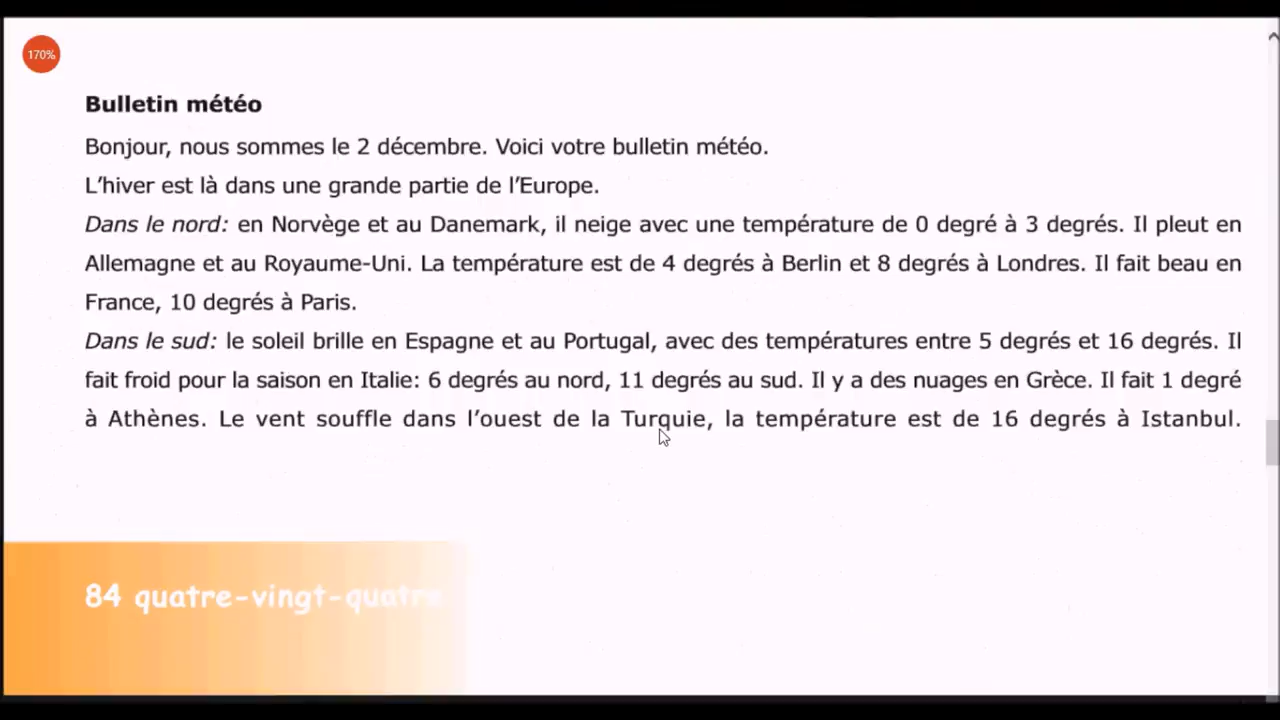 170%
Bulletin météo
Bonjour, nous sommes le 2 décembre. Voici votre bulletin météo.
L'hiver est là dans une grande partie de l'Europe.
Dans le nord: en Norvège et au Danemark, il neige avec une température de 0 degré à 3 degrés. Il pleut en
Allemagne et au Royaume-Uni. La température est de 4 degrés à Berlin et 8 degrés à Londres. Il fait beau en
France, 10 degrés à Paris.
Dans le sud: le soleil brille en Espagne et au Portugal, avec des températures entre 5 degrés et 16 degrés. Il
fait froid pour la saison en Italie: 6 degrés au nord, 11 degrés au sud. Il y a des nuages en Grèce. Il fait 1 degré
à Athènes. Le vent souffle dans l'ouest de la Turquie, la température est de 16 degrés à Istanbul.
84 quatre-vingt-quatre